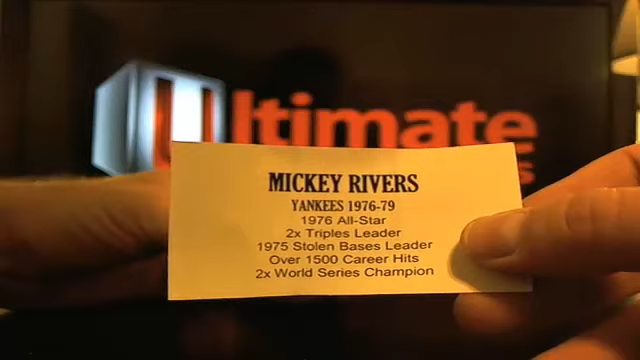 Ultimate
MICKEY RIVERS
YANKEES 1976-79
1976 All-Star
2x Triples Leader
1975 Stolen Bases Leader
Over 1500 Career Hits
2x World Series Champion